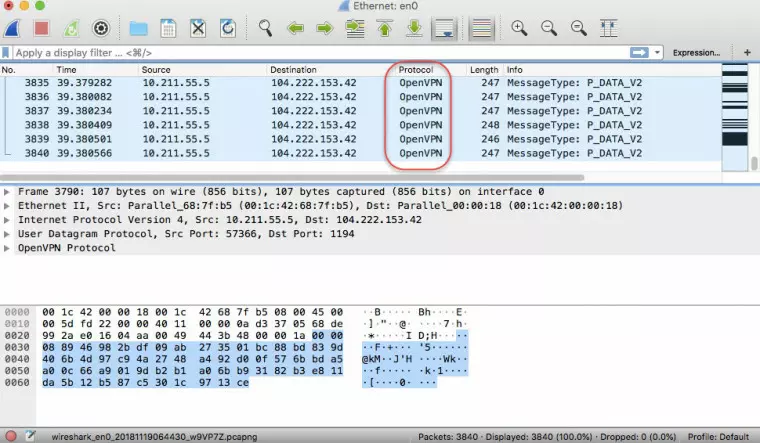 Ethernet: en0
Apply a display filter ... <⌘/>
Expression...
+
No. Time Source Destination Protocol Length Info
3835 39.379282 10.211.55.5 104.222.153.42 OpenVPN 247 MessageType: P_DATA_V2
3836 39.380082 10.211.55.5 104.222.153.42 OpenVPN 247 MessageType: P_DATA_V2
3837 39.380234 10.211.55.5 104.222.153.42 OpenVPN 247 MessageType: P_DATA_V2
3838 39.380409 10.211.55.5 104.222.153.42 OpenVPN 248 MessageType: P_DATA_V2
3839 39.380501 10.211.55.5 104.222.153.42 OpenVPN 246 MessageType: P_DATA_V2
3840 39.380566 10.211.55.5 104.222.153.42 OpenVPN 247 MessageType: P_DATA_V2
Frame 3790: 107 bytes on wire (856 bits), 107 bytes captured (856 bits) on interface 0
Ethernet II, Src: Parallel_68:7f:b5 (00:1c:42:68:7f:b5), Dst: Parallel_00:00:18 (00:1c:42:00:00:18)
Internet Protocol Version 4, Src: 10.211.55.5, Dst: 104.222.153.42
User Datagram Protocol, Src Port: 57366, Dst Port: 1194
OpenVPN Protocol
0000 00 1c 42 00 00 18 00 1c 42 68 7f b5 08 00 45 00 ··B·····Bh····E·
0010 00 5d fd 22 00 00 40 11 00 00 0a d3 37 05 68 de ·]·"··@·····7·h·
0020 99 2a e0 16 04 aa 00 49 44 3b 48 00 00 1a 00 00 ·*·····ID;H·····
0030 08 89 46 98 2b df 09 ab 27 35 01 bc 88 bd 83 9d ··F·+···'5······
0040 40 6b 4d 97 c9 4a 27 48 a4 92 d0 0f 57 6b bd a5 @kM··J'H····Wk··
0050 a0 0c 66 a9 01 9d b2 b1 a0 6b b9 31 82 b3 e8 11 ··f······k·1····
0060 da 5b 12 b5 87 c5 30 1c 97 13 ce ·[····0····
wireshark_en0_20181119064430_w9VP7Z.pcapng
Packets: 3840 · Displayed: 3840 (100.0%) · Dropped: 0 (0.0%)
Profile: Default